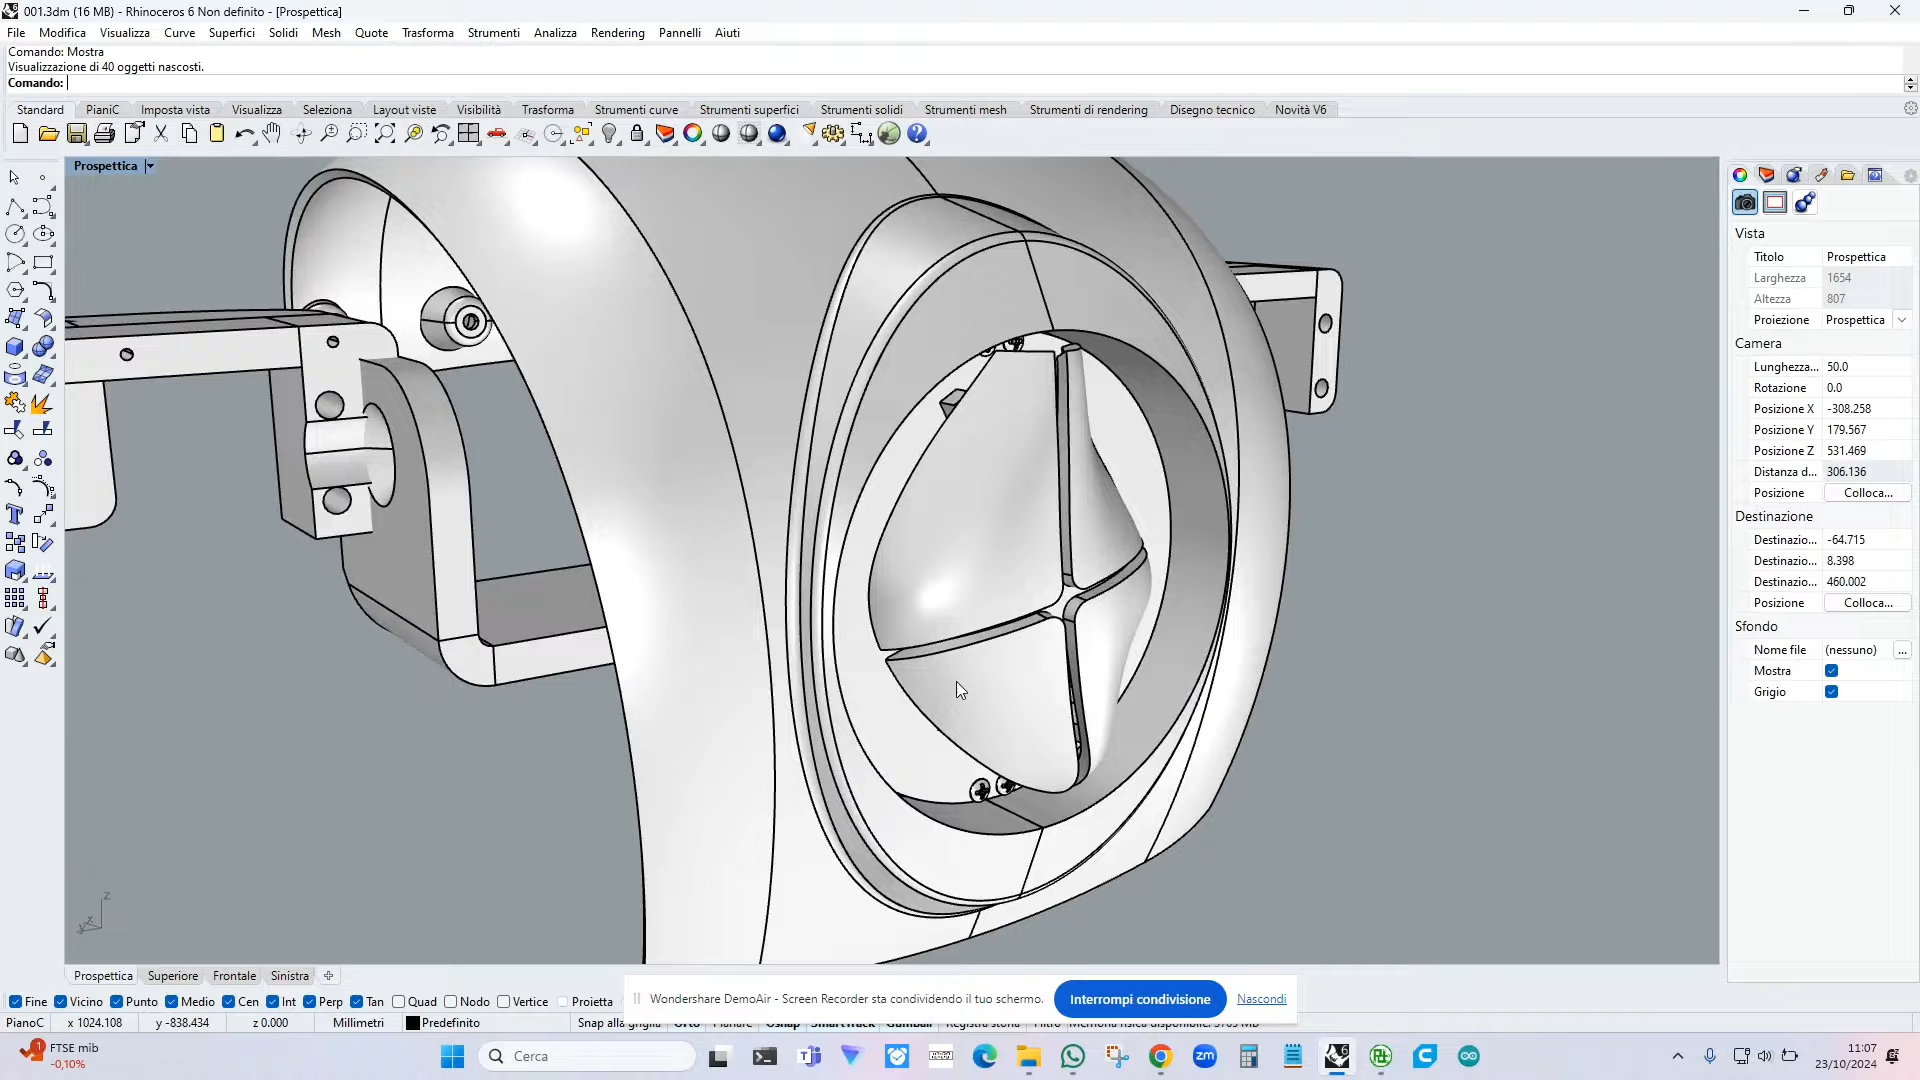 001.3dm (16 MB) - Rhinoceros 6 Non definito - [Prospettica]
File Modifica Visualizza Curve Superfici Solidi Mesh Quote Trasforma Strumenti Analizza Rendering Pannelli Aiuti
Comando: Mostra
Visualizzazione di 40 oggetti nascosti.
Comando:
Standard PianiC Imposta vista Visualizza Seleziona Layout viste Visibilità Trasforma Strumenti curve Strumenti superfici Strumenti solidi Strumenti mesh Strumenti di rendering Disegno tecnico Novità V6
Prospettica
Vista
Titolo Prospettica
Larghezza 1654
Altezza 807
Proiezione Prospettica
Camera
Lunghezza... 50.0
Rotazione 0.0
Posizione X -308.258
Posizione Y 179.567
Posizione Z 531.469
Distanza d... 306.136
Posizione Colloca...
Destinazione
Destinazio... -64.715
Destinazio... 8.398
Destinazio... 460.002
Posizione Colloca...
Sfondo
Nome file (nessuno) ...
Mostra
Grigio
z
x
y
Prospettica Superiore Frontale Sinistra
Fine Vicino Punto Medio Cen Int Perp Tan Quad Nodo Vertice Proietta
Wondershare DemoAir - Screen Recorder sta condividendo il tuo schermo. Interrompi condivisione Nascondi
PianoC x 1024.108 y -838.434 z 0.000 Millimetri Predefinito Snap alla griglia Orto Planare Osnap SmartTrack Gumball Registra storia Filtro Memoria fisica disponibile: 5709 MB
1
FTSE mib
-0,10%
Cerca
zm
6
11:07
23/10/2024